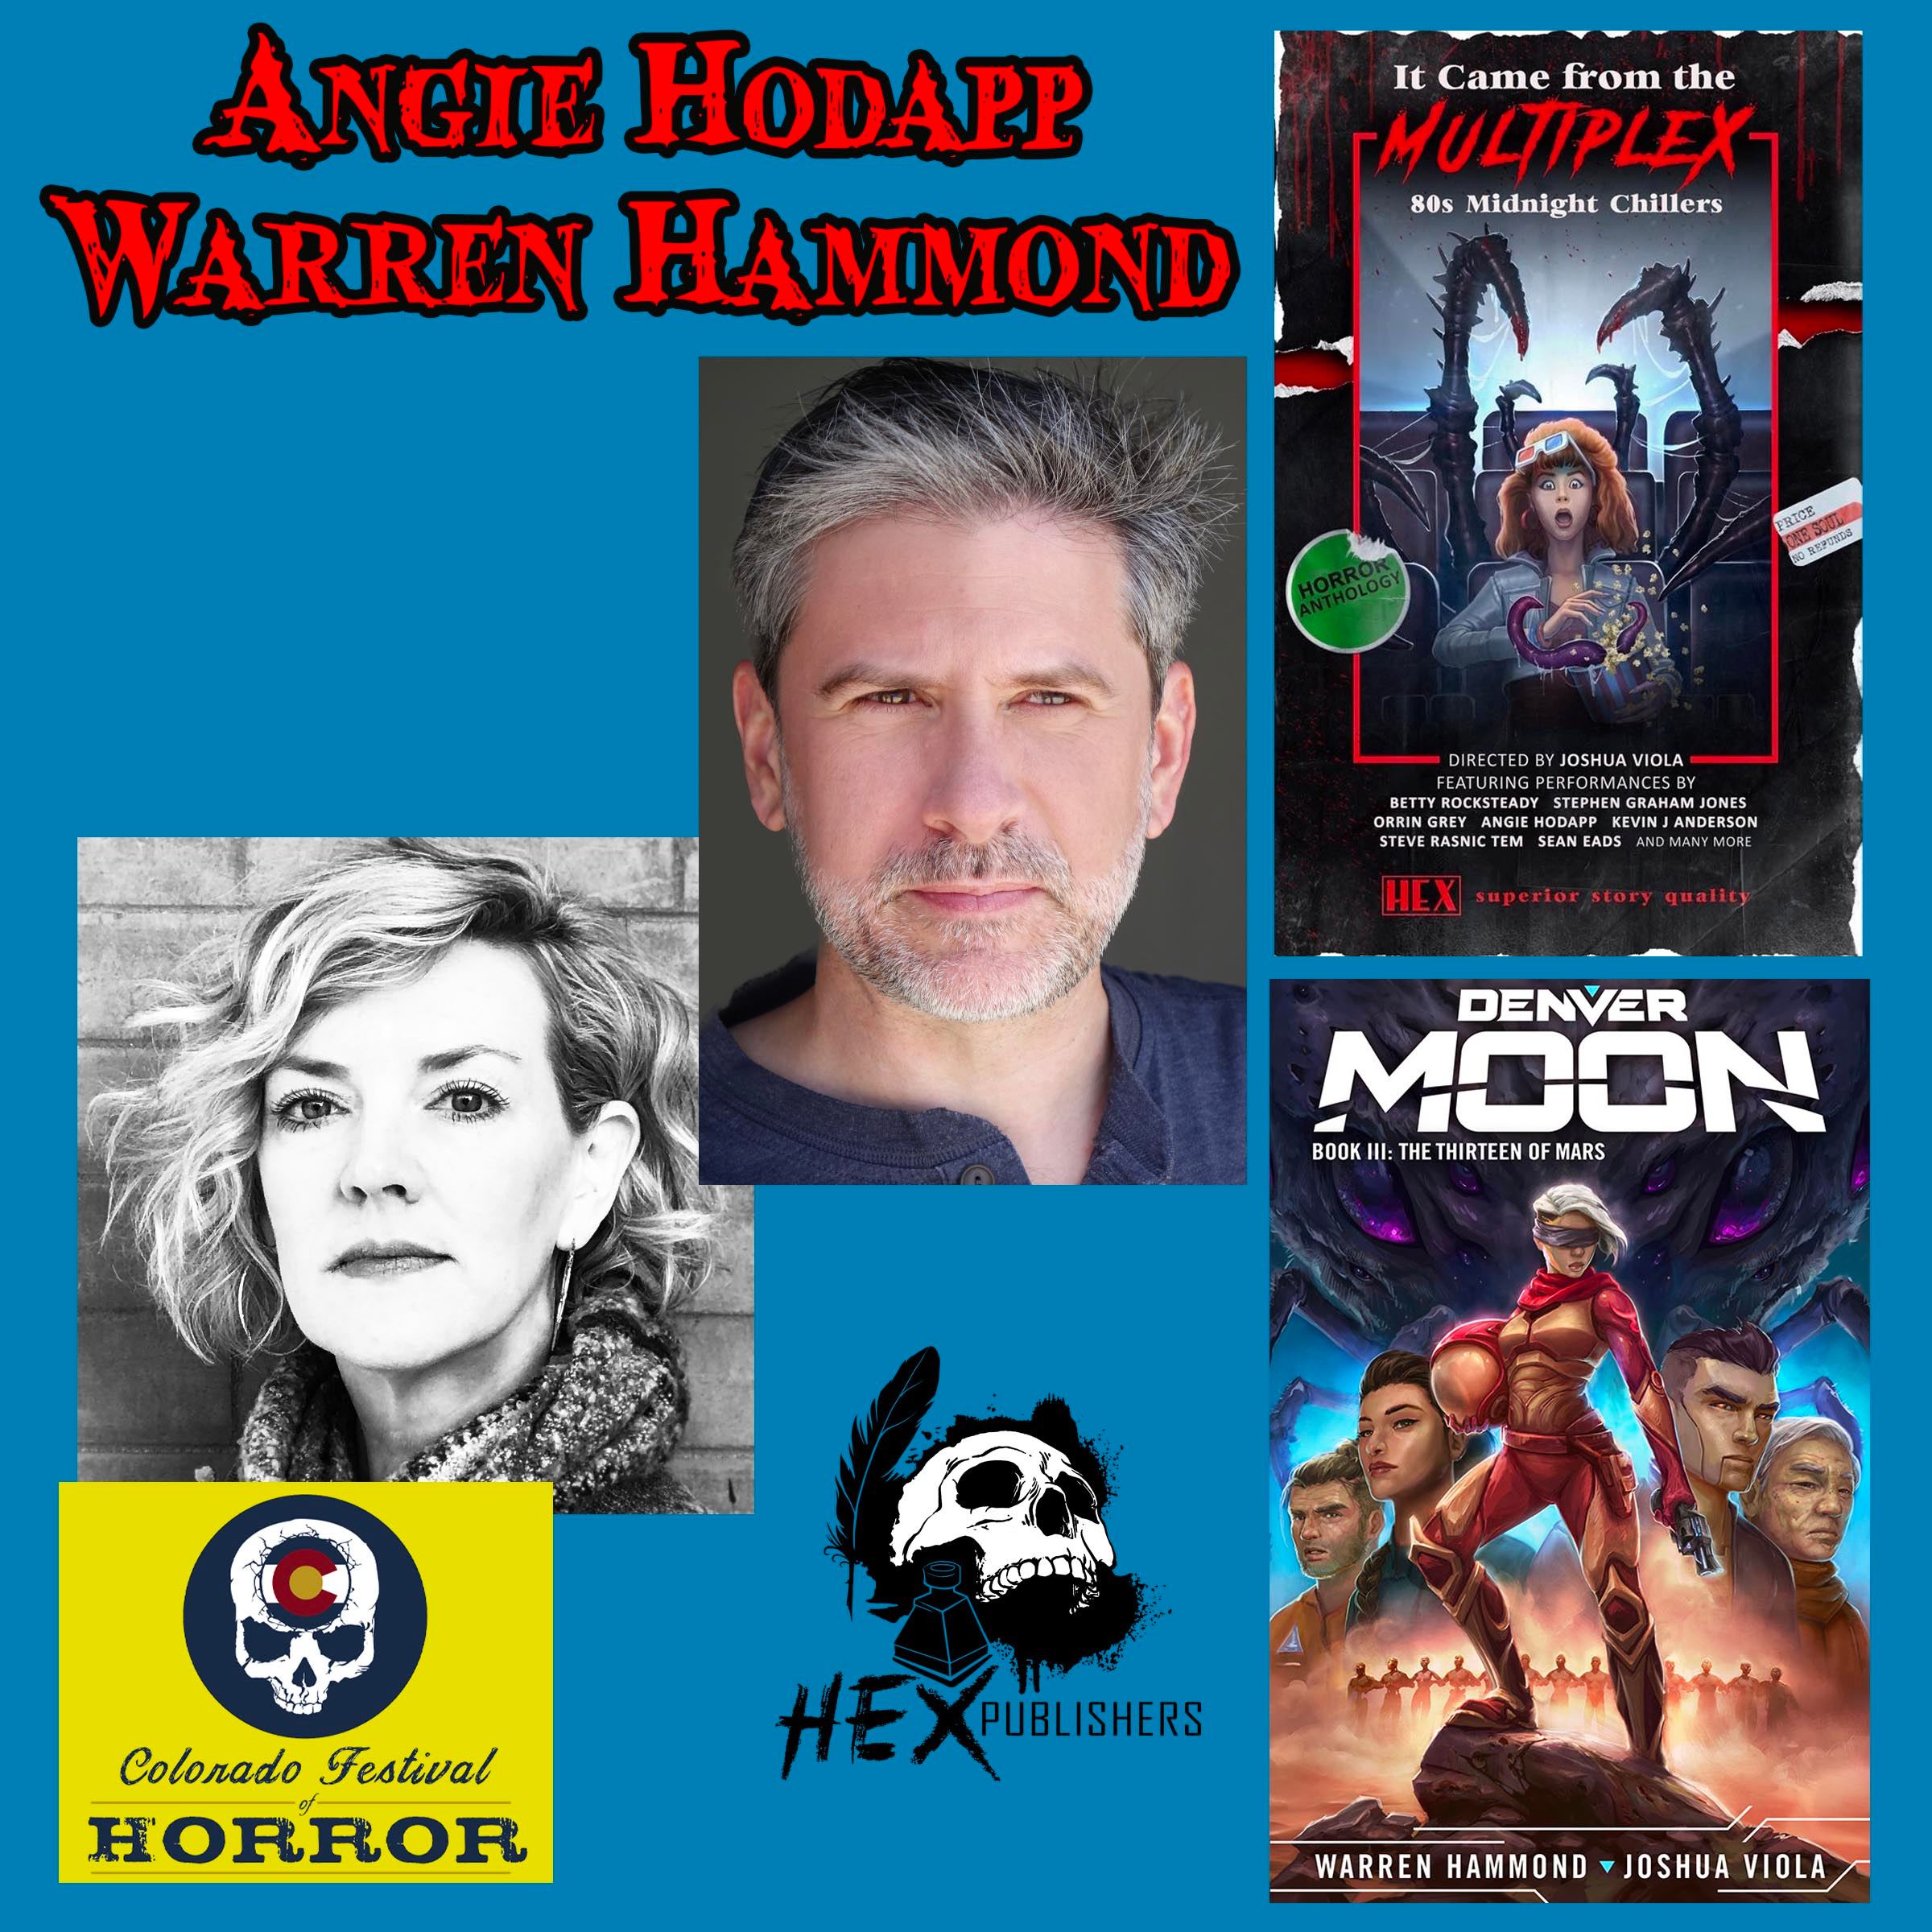 Angie Hodapp
Warren Hammond
It Came from the
MULTIPLEX
80s Midnight Chillers
HORROR
ANTHOLOGY
PRICE
ONE SOUL
NO REFUNDS
DIRECTED BY JOSHUA VIOLA
FEATURING PERFORMANCES BY
BETTY ROCKSTEADY STEPHEN GRAHAM JONES
ORRIN GREY ANGIE HODAPP KEVIN J ANDERSON
STEVE RASNIC TEM SEAN EADS AND MANY MORE
HEX superior story quality
DENVER
MOON
BOOK III: THE THIRTEEN OF MARS
WARREN HAMMOND JOSHUA VIOLA
HEX PUBLISHERS
Colorado Festival
of
HORROR